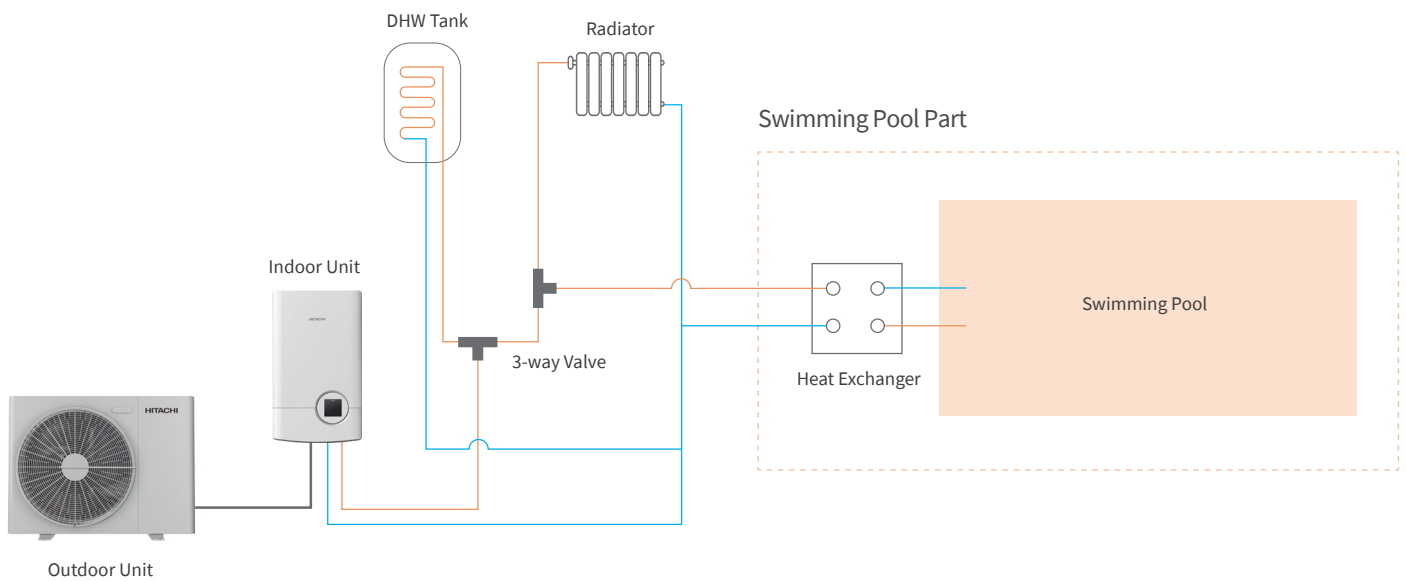 DHW Tank
Radiator
Swimming Pool Part
Indoor Unit
HITACHI
Swimming Pool
3-way Valve
Heat Exchanger
HITACHI
Outdoor Unit